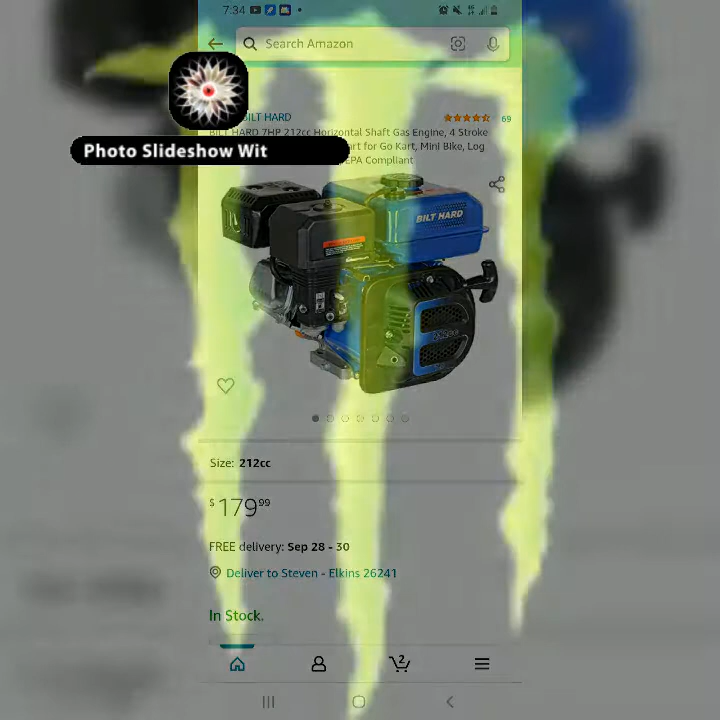 7:34
Search Amazon
BILT HARD
69
BILT HARD 7HP 212cc Horizontal Shaft Gas Engine, 4 Stroke
art for Go Kart, Mini Bike, Log
EPA Compliant
Photo Slideshow Wit
BILT HARD
212cc
Size: 212cc
$17999
FREE delivery: Sep 28 - 30
Deliver to Steven - Elkins 26241
In Stock.
2